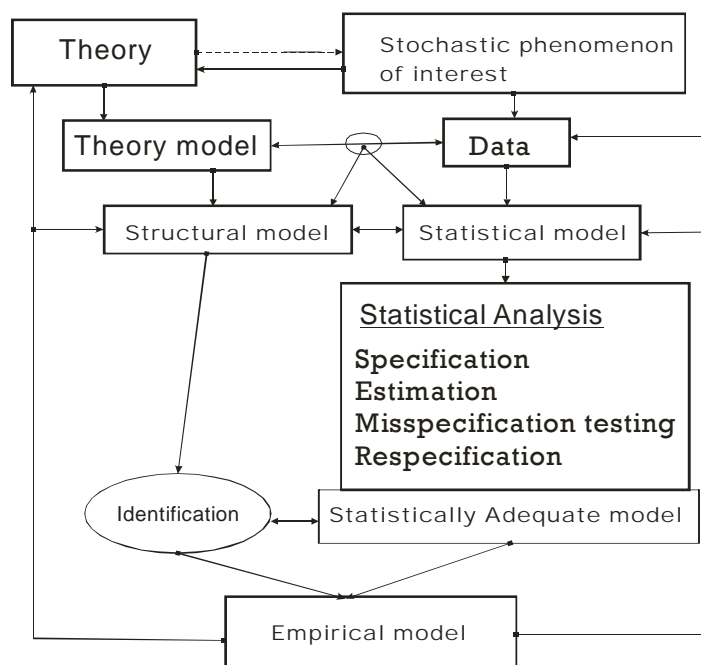 Theory
Stochastic phenomenon
of interest
Theory model
Data
Structural model
Statistical model
Statistical Analysis
Specification
Estimation
Misspecification testing
Respecification
Identification
Statistically Adequate model
Empirical model